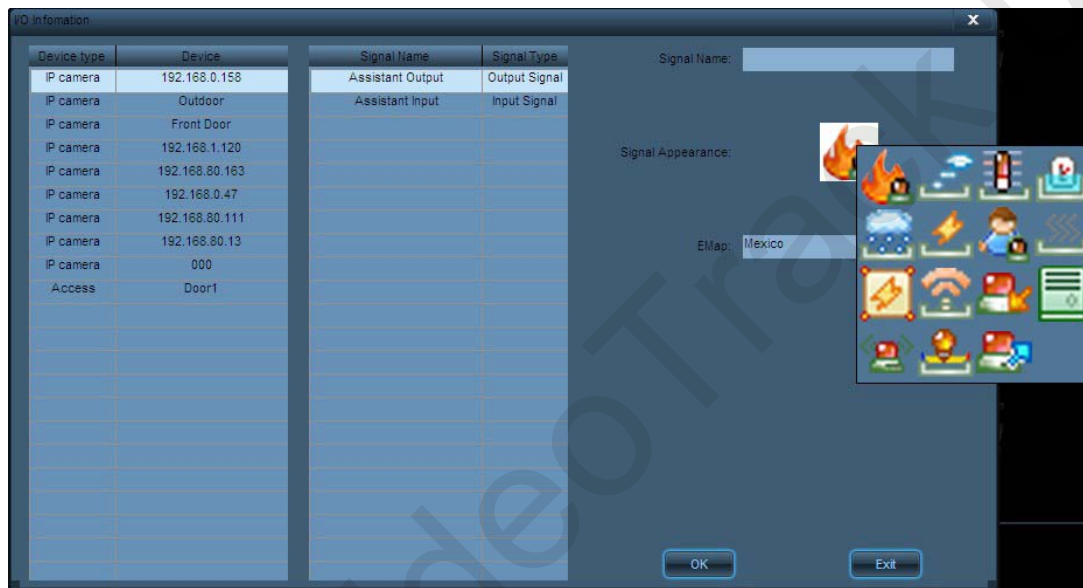 I/O Infomation X
Device type Device Signal Name Signal Type Signal Name:
IP camera 192.168.0.158 Assistant Output Output Signal
IP camera Outdoor Assistant Input Input Signal
IP camera Front Door
IP camera 192.168.1.120 Signal Appearance:
IP camera 192.168.80.163
IP camera 192.168.0.47
IP camera 192.168.80.111
IP camera 192.168.80.13 EMap: Mexico
IP camera 000
Access Door1
OK Exit
VideoTrack